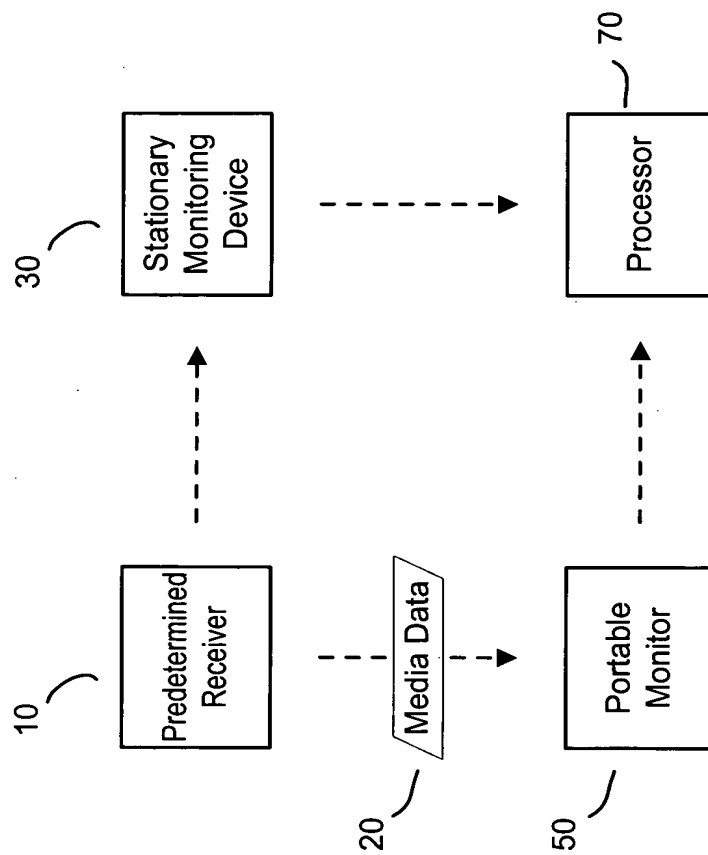 10
Predetermined
Receiver
30
Stationary
Monitoring
Device
20
Media Data
50
Portable
Monitor
70
Processor